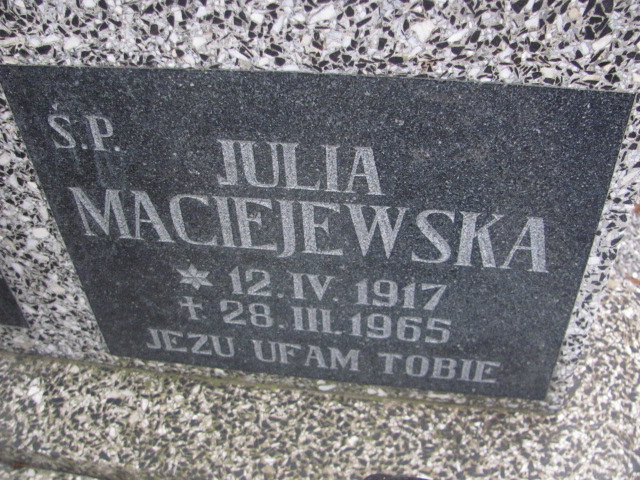 Ś.P.
JULIA
MACIEJEWSKA
* 12.IV.1917
✝ 28.III.1965
JEZU UFAM TOBIE